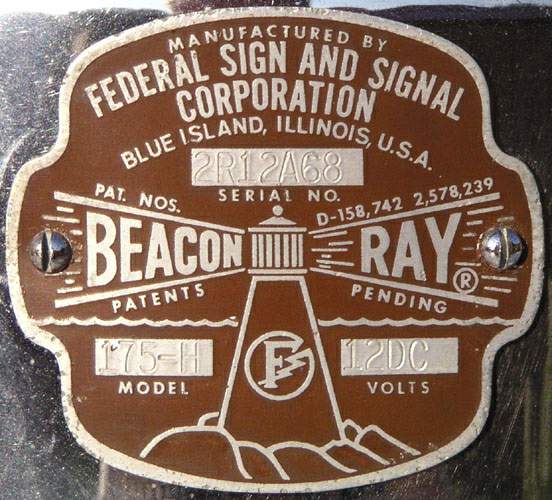 MANUFACTURED BY
FEDERAL SIGN AND SIGNAL
CORPORATION
BLUE ISLAND, ILLINOIS, U.S.A.
2R12A68
SERIAL NO.
PAT. NOS. D-158,742 2,578,239
BEACON RAY®
PATENTS PENDING
F
175-H 12DC
MODEL VOLTS